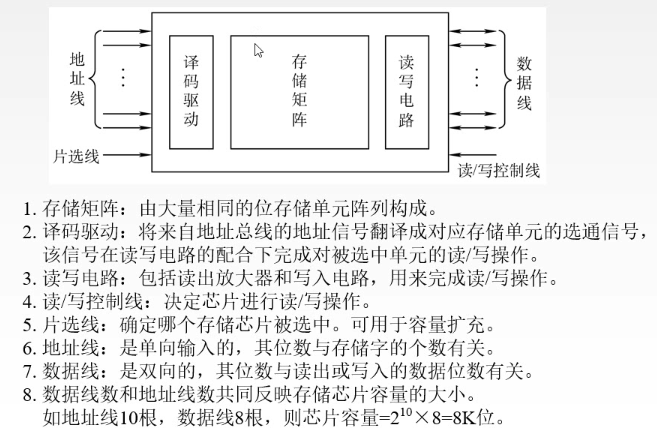 地址线
译码驱动
存储矩阵
读写电路
数据线
片选线
读/写控制线
1. 存储矩阵：由大量相同的位存储单元阵列构成。
2. 译码驱动：将来自地址总线的地址信号翻译成对应存储单元的选通信号，
该信号在读写电路的配合下完成对被选中单元的读/写操作。
3. 读写电路：包括读出放大器和写入电路，用来完成读/写操作。
4. 读/写控制线：决定芯片进行读/写操作。
5. 片选线：确定哪个存储芯片被选中。可用于容量扩充。
6. 地址线：是单向输入的，其位数与存储字的个数有关。
7. 数据线：是双向的，其位数与读出或写入的数据位数有关。
8. 数据线数和地址线数共同反映存储芯片容量的大小。
如地址线10根，数据线8根，则芯片容量=2¹⁰×8=8K位。